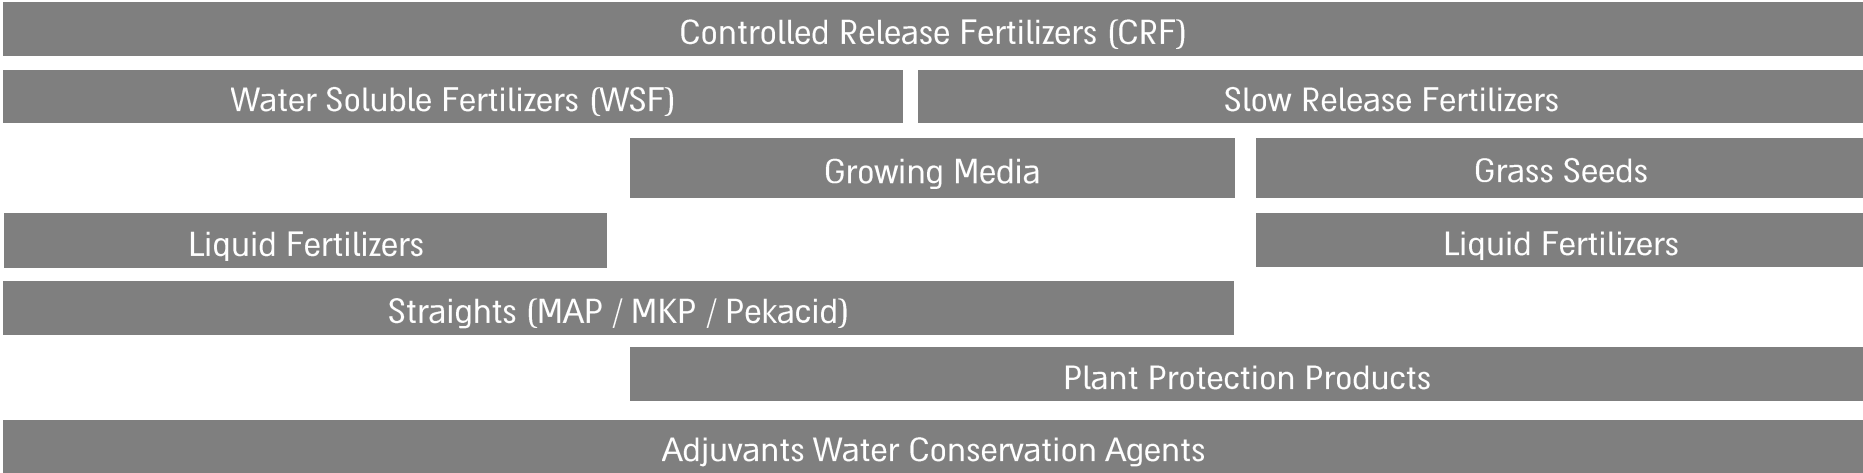 Controlled Release Fertilizers (CRF)
Water Soluble Fertilizers (WSF)
Slow Release Fertilizers
Growing Media
Grass Seeds
Liquid Fertilizers
Liquid Fertilizers
Straights (MAP / MKP / Pekacid)
Plant Protection Products
Adjuvants Water Conservation Agents